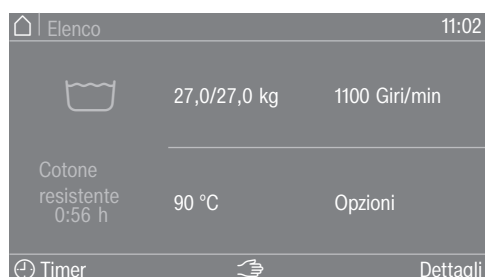 Elenco 11:02
27,0/27,0 kg 1100 Giri/min
Cotone
resistente
0:56 h
90 °C Opzioni
Timer Dettagli